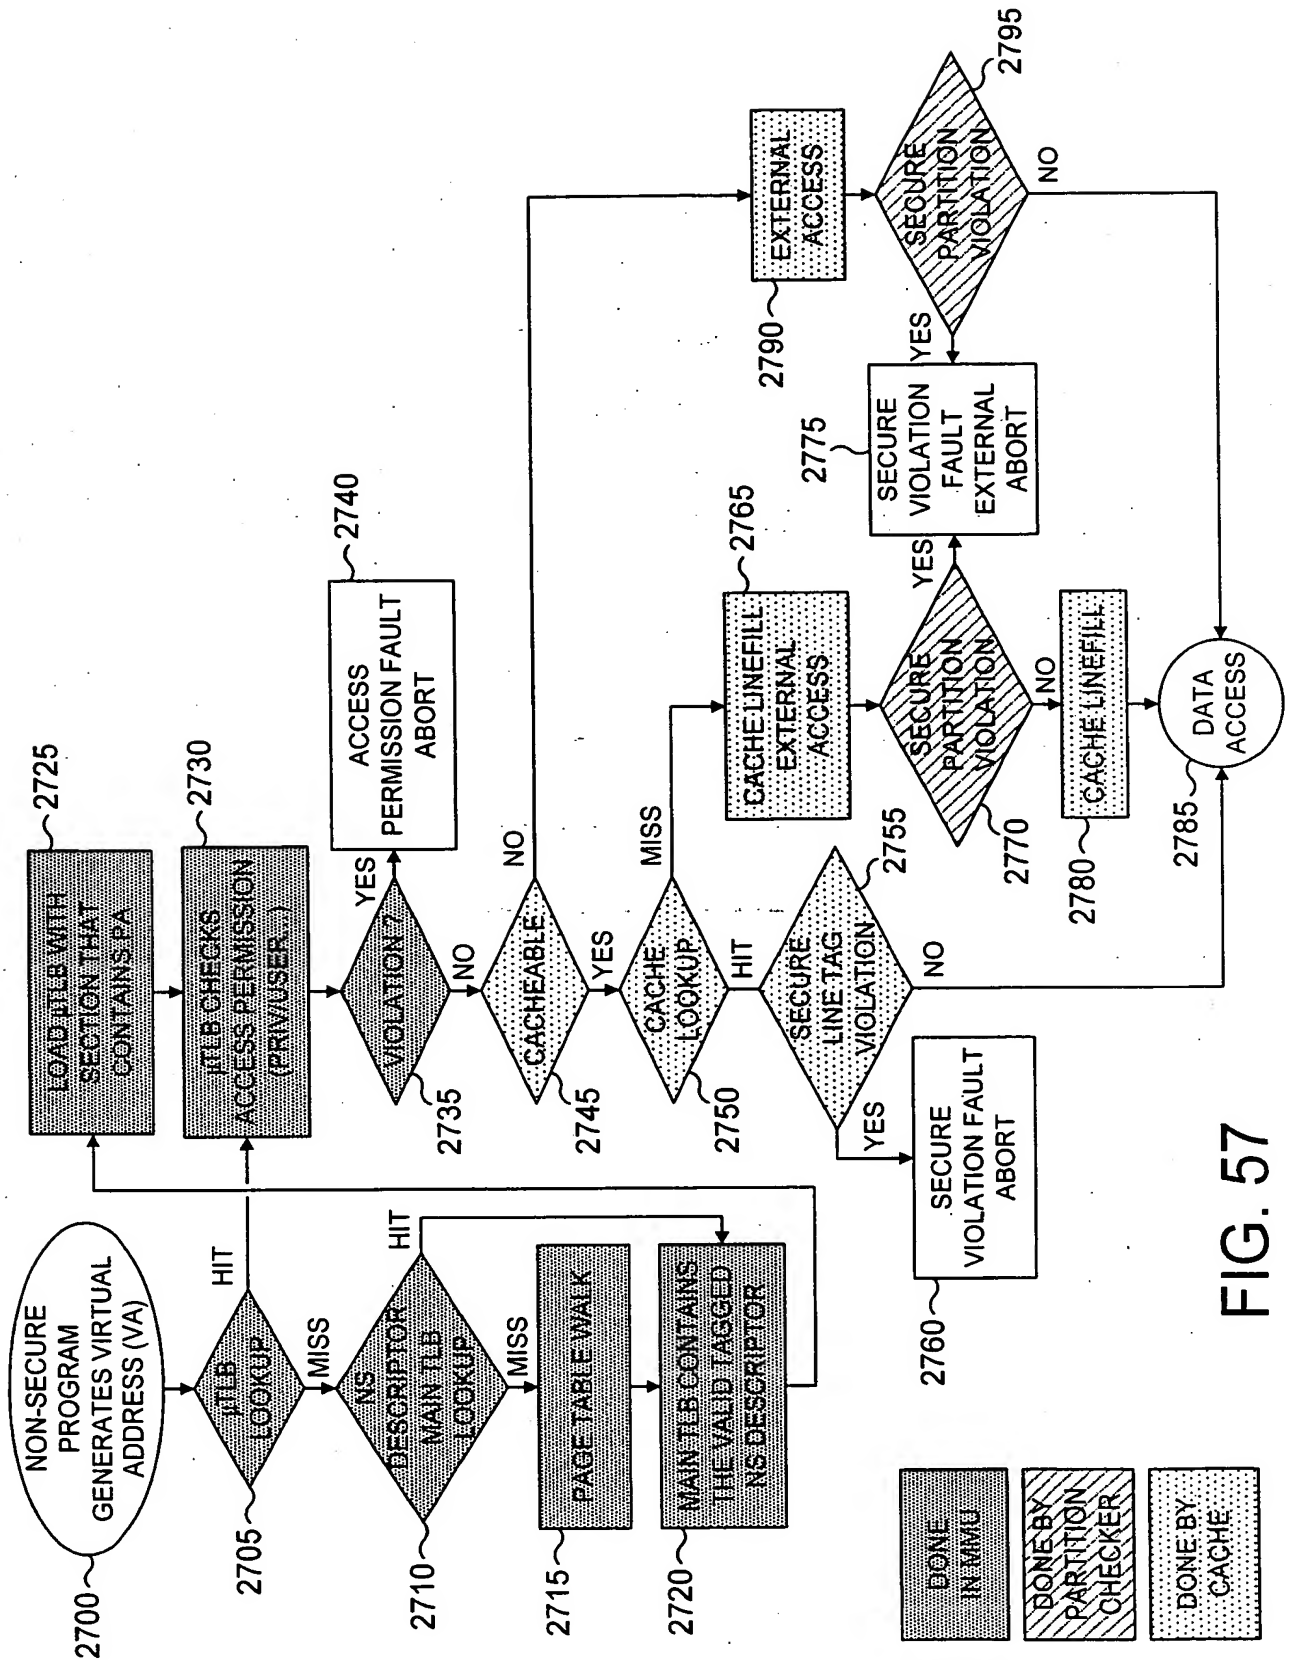 2700
NON-SECURE
PROGRAM
GENERATES VIRTUAL
ADDRESS (VA)
2705
µTLB
LOOKUP
HIT
MISS
2710
NS
DESCRIPTOR
MAIN TLB
LOOKUP
HIT
MISS
2715
PAGE TABLE WALK
2720
MAIN TLB CONTAINS
THE VALID TAGGED
NS DESCRIPTOR
2725
LOAD µTLB WITH
SECTION THAT
CONTAINS PA
2730
µTLB CHECKS
ACCESS PERMISSION
(PRIV/USER...)
2735
VIOLATION?
YES
NO
2740
ACCESS
PERMISSION FAULT
ABORT
2745
CACHEABLE
NO
YES
2750
CACHE
LOOKUP
MISS
HIT
2755
SECURE
LINE TAG
VIOLATION
YES
NO
2760
SECURE
VIOLATION FAULT
ABORT
2765
CACHE LINEFILL
EXTERNAL
ACCESS
2770
SECURE
PARTITION
VIOLATION
YES
NO
2775
SECURE
VIOLATION
FAULT
EXTERNAL
ABORT
2780
CACHE LINEFILL
2785
DATA
ACCESS
2790
EXTERNAL
ACCESS
2795
SECURE
PARTITION
VIOLATION
YES
NO
DONE
IN MMU
DONE BY
PARTITION
CHECKER
DONE BY
CACHE
FIG. 57